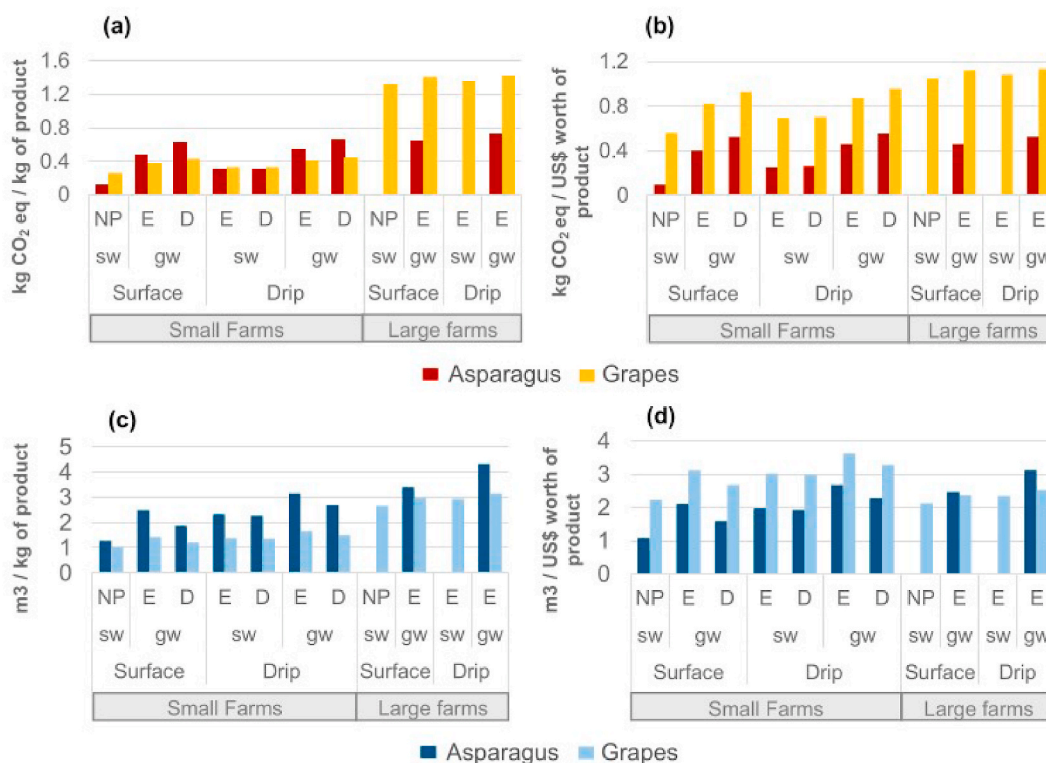 (a)
kg CO2 eq / kg of product
1.6
1.2
0.8
0.4
0
NP E D E D E D NP E E E
sw gw sw gw sw gw sw gw
Surface Drip Surface Drip
Small Farms Large farms
(b)
kg CO2 eq / US$ worth of
product
1.2
0.8
0.4
0
NP E D E D E D NP E E E
sw gw sw gw sw gw sw gw
Surface Drip Surface Drip
Small Farms Large farms
Asparagus Grapes
(c)
m3 / kg of product
5
4
3
2
1
0
NP E D E D E D NP E E E
sw gw sw gw sw gw sw gw
Surface Drip Surface Drip
Small Farms Large farms
(d)
m3 / US$ worth of
product
4
3
2
1
0
NP E D E D E D NP E E E
sw gw sw gw sw gw sw gw
Surface Drip Surface Drip
Small Farms Large farms
Asparagus Grapes